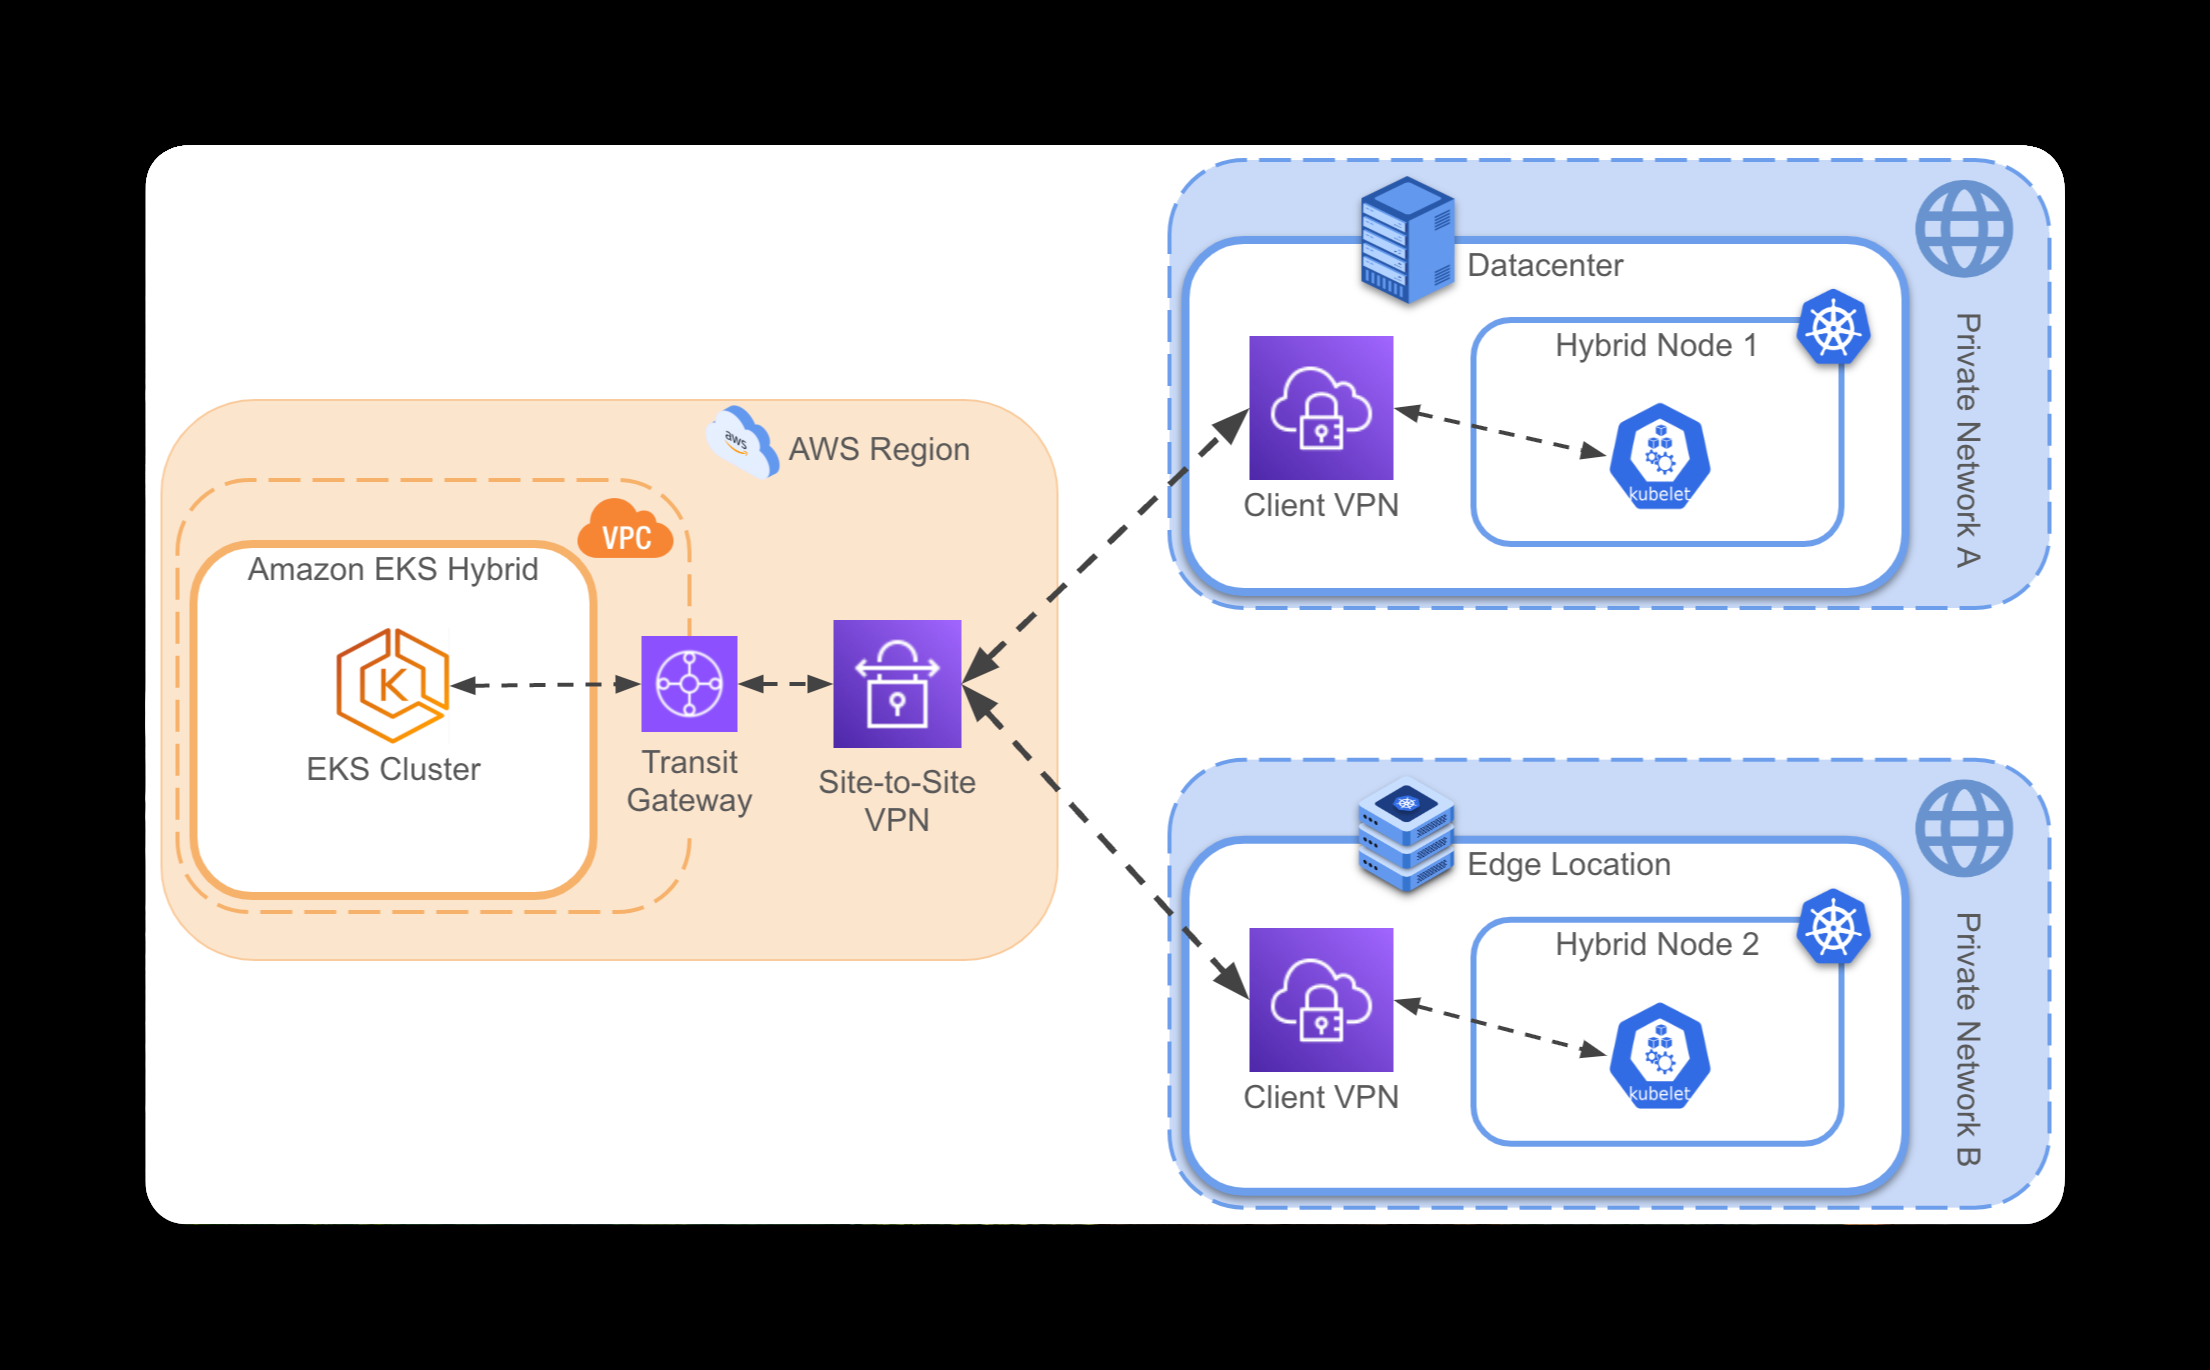 Datacenter
Hybrid Node 1
kubelet
Client VPN
Private Network A
aws
AWS Region
VPC
Amazon EKS Hybrid
EKS Cluster
Transit
Gateway
Site-to-Site
VPN
Edge Location
Hybrid Node 2
kubelet
Client VPN
Private Network B